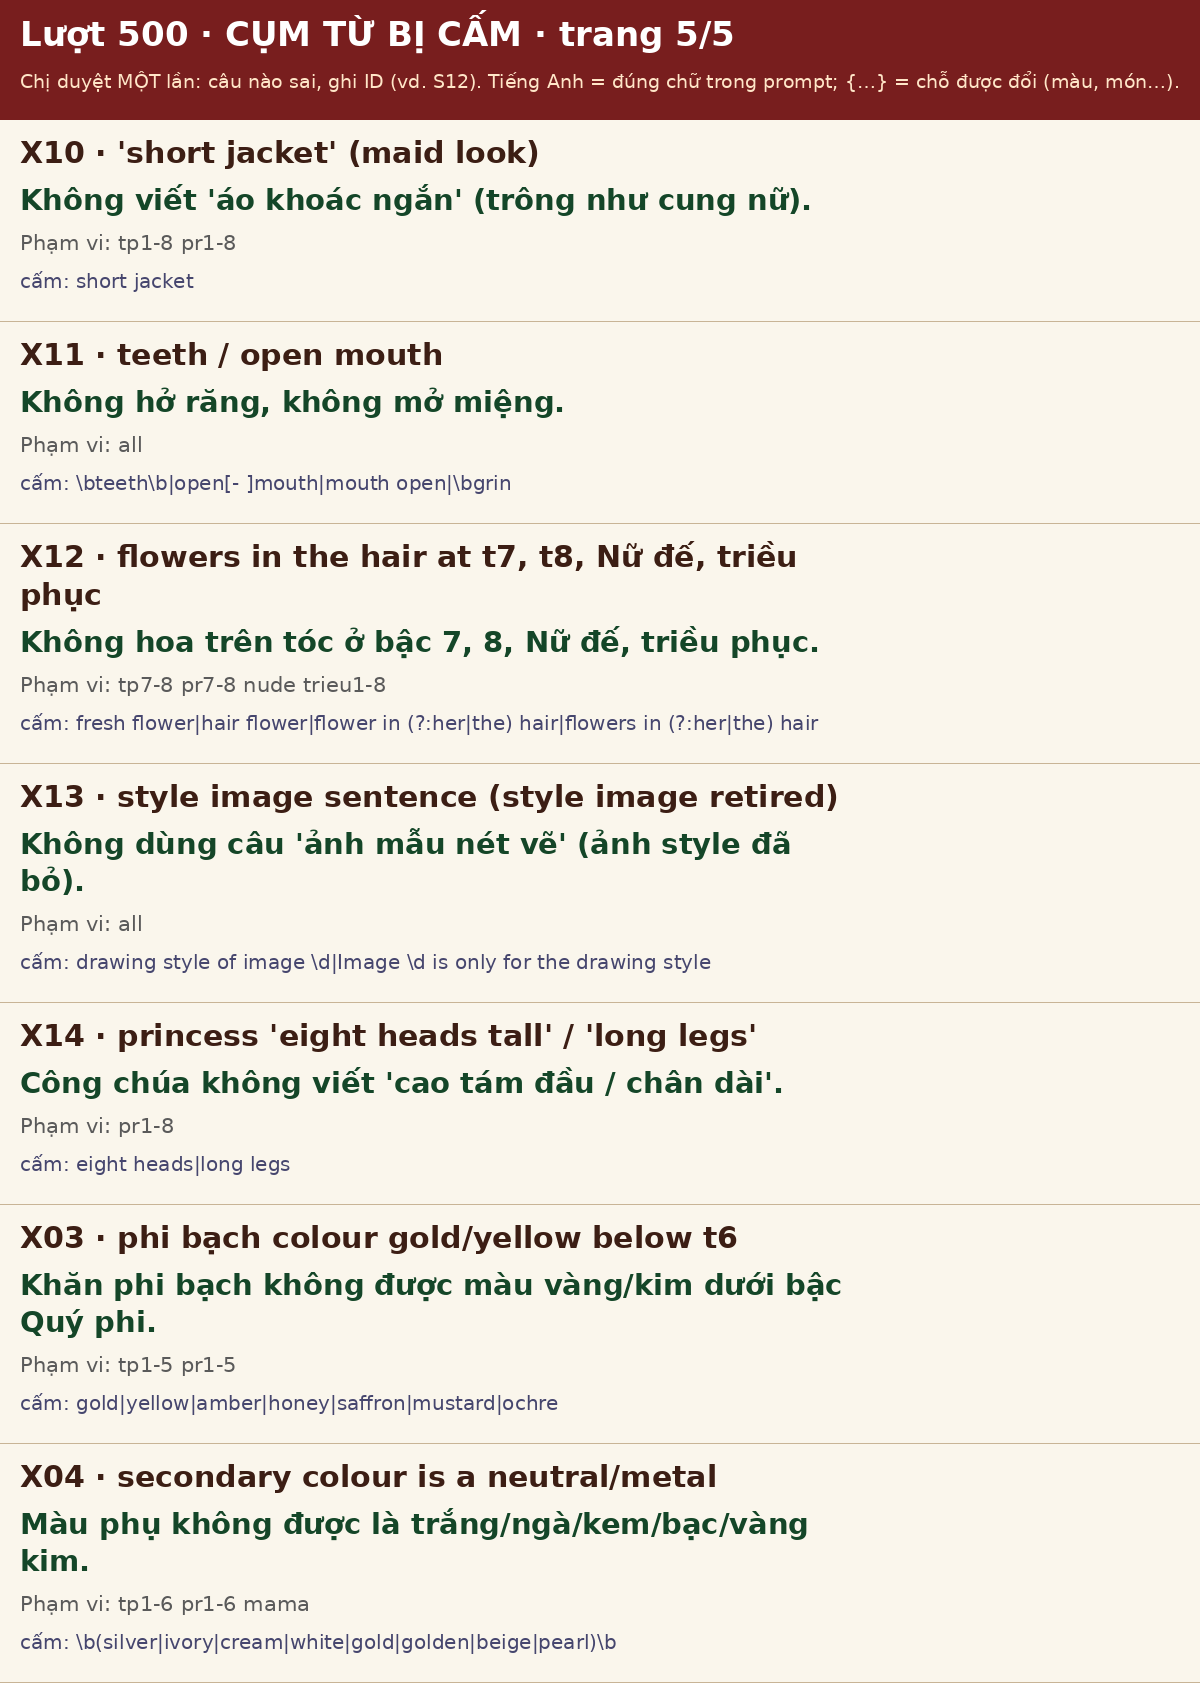 Lượt 500 · CỤM TỪ BỊ CẤM · trang 5/5
Chị duyệt MỘT lần: câu nào sai, ghi ID (vd. S12). Tiếng Anh = đúng chữ trong prompt; {…} = chỗ được đổi (màu, món…).
X10 · 'short jacket' (maid look)
Không viết 'áo khoác ngắn' (trông như cung nữ).
Phạm vi: tp1-8 pr1-8
cấm: short jacket
X11 · teeth / open mouth
Không hở răng, không mở miệng.
Phạm vi: all
cấm: \bteeth\b|open[- ]mouth|mouth open|\bgrin
X12 · flowers in the hair at t7, t8, Nữ đế, triều
phục
Không hoa trên tóc ở bậc 7, 8, Nữ đế, triều phục.
Phạm vi: tp7-8 pr7-8 nude trieu1-8
cấm: fresh flower|hair flower|flower in (?:her|the) hair|flowers in (?:her|the) hair
X13 · style image sentence (style image retired)
Không dùng câu 'ảnh mẫu nét vẽ' (ảnh style đã
bỏ).
Phạm vi: all
cấm: drawing style of image \d|Image \d is only for the drawing style
X14 · princess 'eight heads tall' / 'long legs'
Công chúa không viết 'cao tám đầu / chân dài'.
Phạm vi: pr1-8
cấm: eight heads|long legs
X03 · phi bạch colour gold/yellow below t6
Khăn phi bạch không được màu vàng/kim dưới bậc
Quý phi.
Phạm vi: tp1-5 pr1-5
cấm: gold|yellow|amber|honey|saffron|mustard|ochre
X04 · secondary colour is a neutral/metal
Màu phụ không được là trắng/ngà/kem/bạc/vàng
kim.
Phạm vi: tp1-6 pr1-6 mama
cấm: \b(silver|ivory|cream|white|gold|golden|beige|pearl)\b